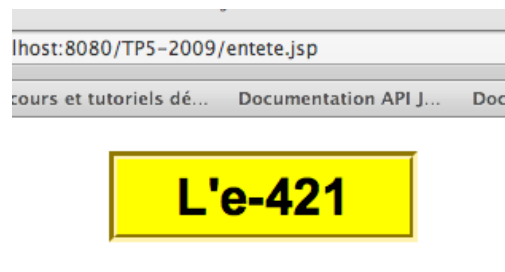 lhost:8080/TP5-2009/entete.jsp
cours et tutoriels dé... Documentation API J... Doc
L'e-421